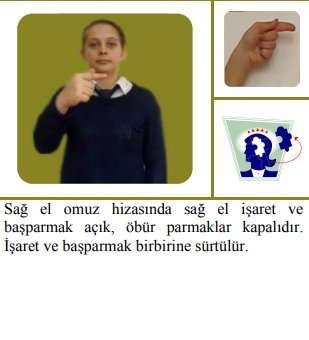 Sağ el omuz hizasında sağ el işaret ve
başparmak açık, öbür parmaklar kapalıdır.
İşaret ve başparmak birbirine sürtülür.